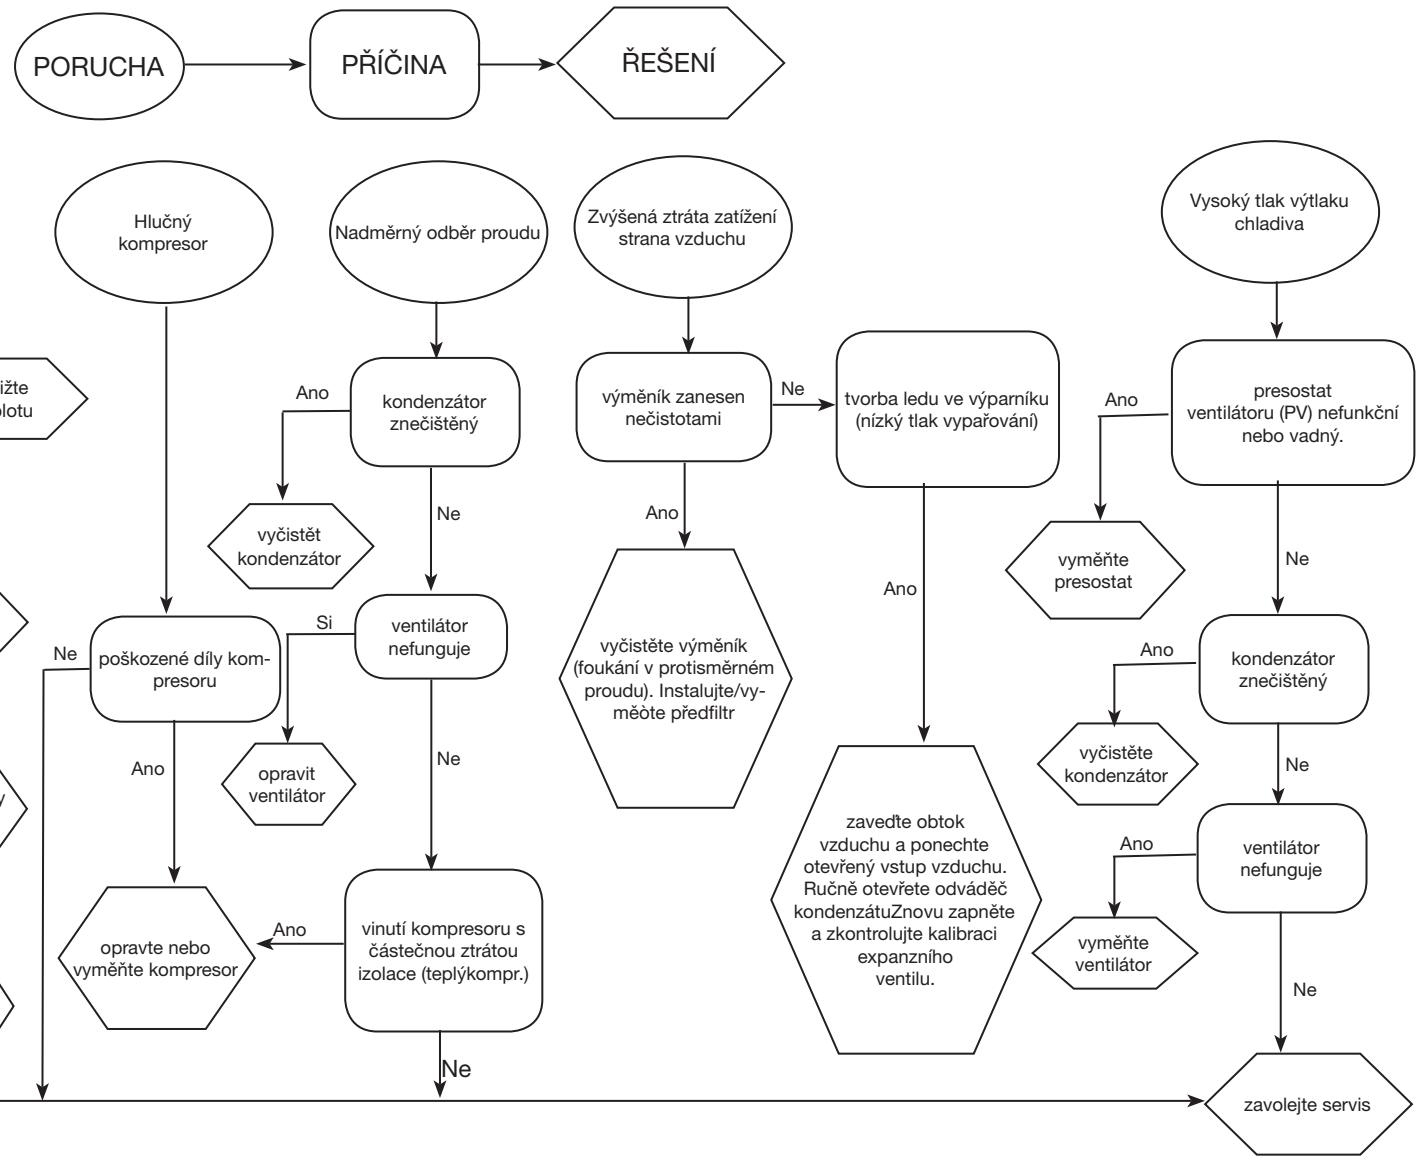 PORUCHA
PŘÍČINA
ŘEŠENÍ
Hlučný
kompresor
Nadměrný odběr proudu
Zvýšená ztráta zatížení
strana vzduchu
Vysoký tlak výtlaku
chladiva
ižte
olotu
Ano
kondenzátor
znečištěný
výměník zanesen
nečistotami
Ne
tvorba ledu ve výparníku
(nízký tlak vypařování)
Ano
presostat
ventilátoru (PV) nefunkční
nebo vadný.
Ne
Ano
vyčistět
kondenzátor
vyměňte
presostat
Ne
Ano
Si
ventilátor
nefunguje
Ne
poškozené díly kom-
presoru
vyčistěte výměník
(foukání v protisměrném
proudu). Instalujte/vy-
měòte předfiltr
Ano
kondenzátor
znečištěný
Ano
opravit
ventilátor
Ne
vyčistěte
kondenzátor
Ne
y
zaveďte obtok
vzduchu a ponechte
otevřený vstup vzduchu.
Ručně otevřete odváděč
kondenzátuZnovu zapněte
a zkontrolujte kalibraci
expanzního
ventilu.
Ano
ventilátor
nefunguje
opravte nebo
vyměňte kompresor
Ano
vinutí kompresoru s
částečnou ztrátou
izolace (teplýkompr.)
vyměňte
ventilátor
Ne
Ne
zavolejte servis